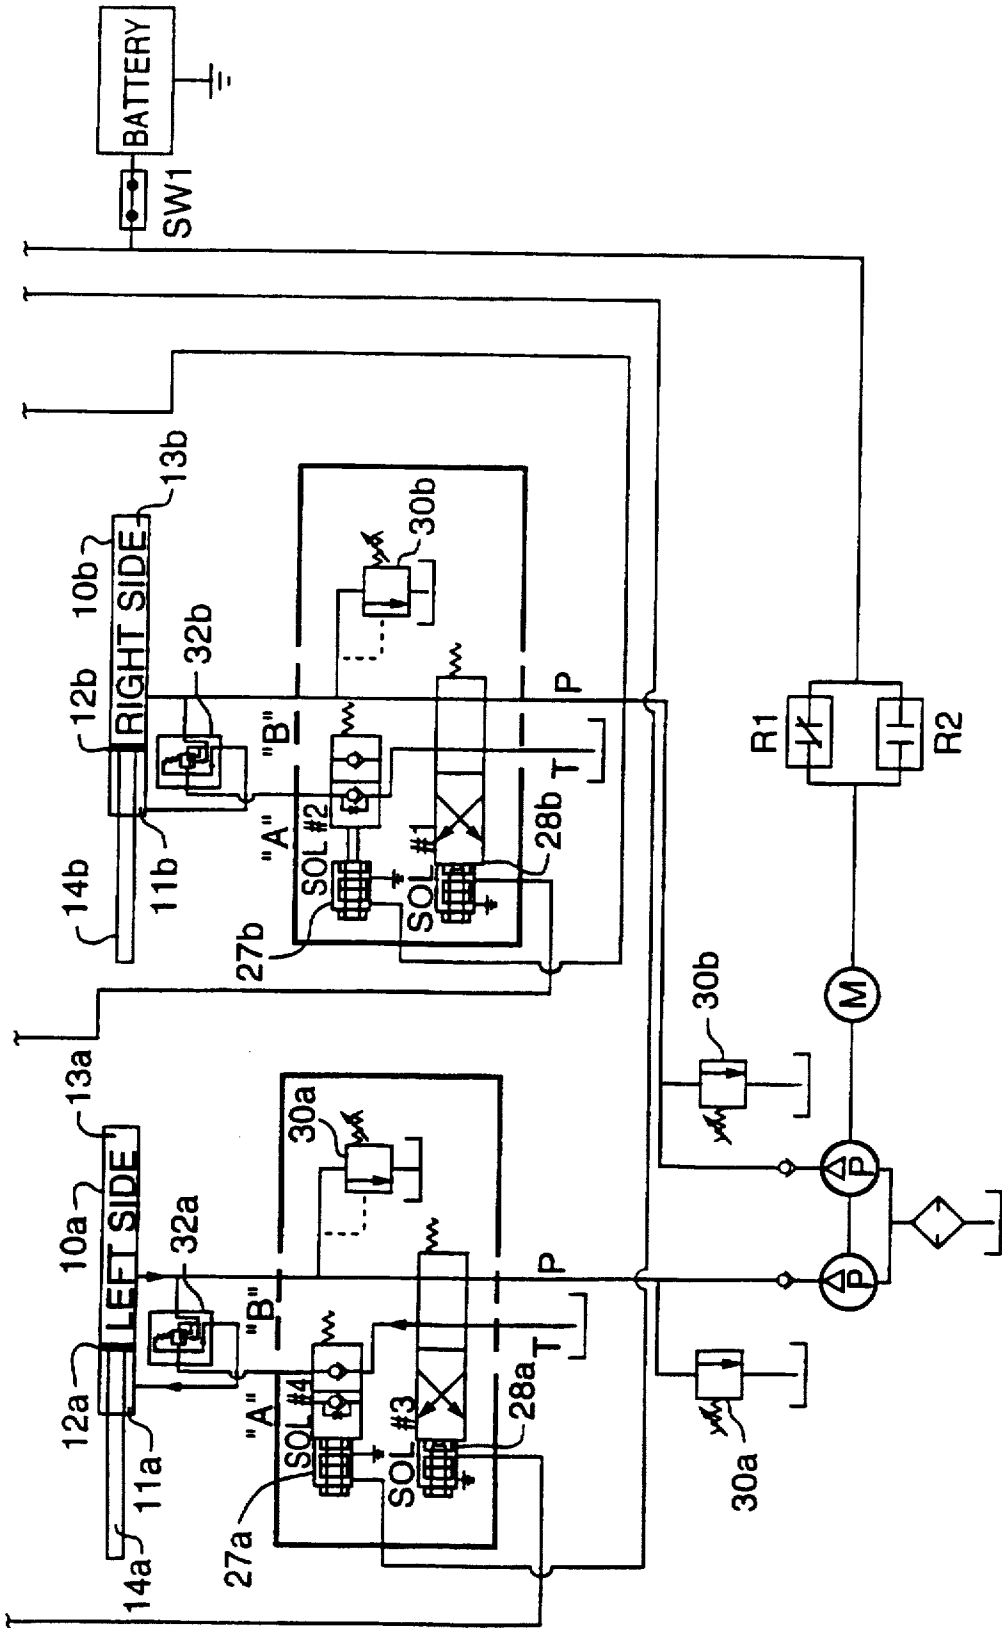 BATTERY
SW1
10b
13b
12b
RIGHT SIDE
32b
14b
11b
"A"
"B"
30b
SOL #2
27b
SOL #1
28b
P
T
10a
13a
12a
LEFT SIDE
32a
14a
11a
"A"
"B"
30a
SOL #4
27a
SOL #3
28a
P
T
R1
R2
M
30b
P
P
30a